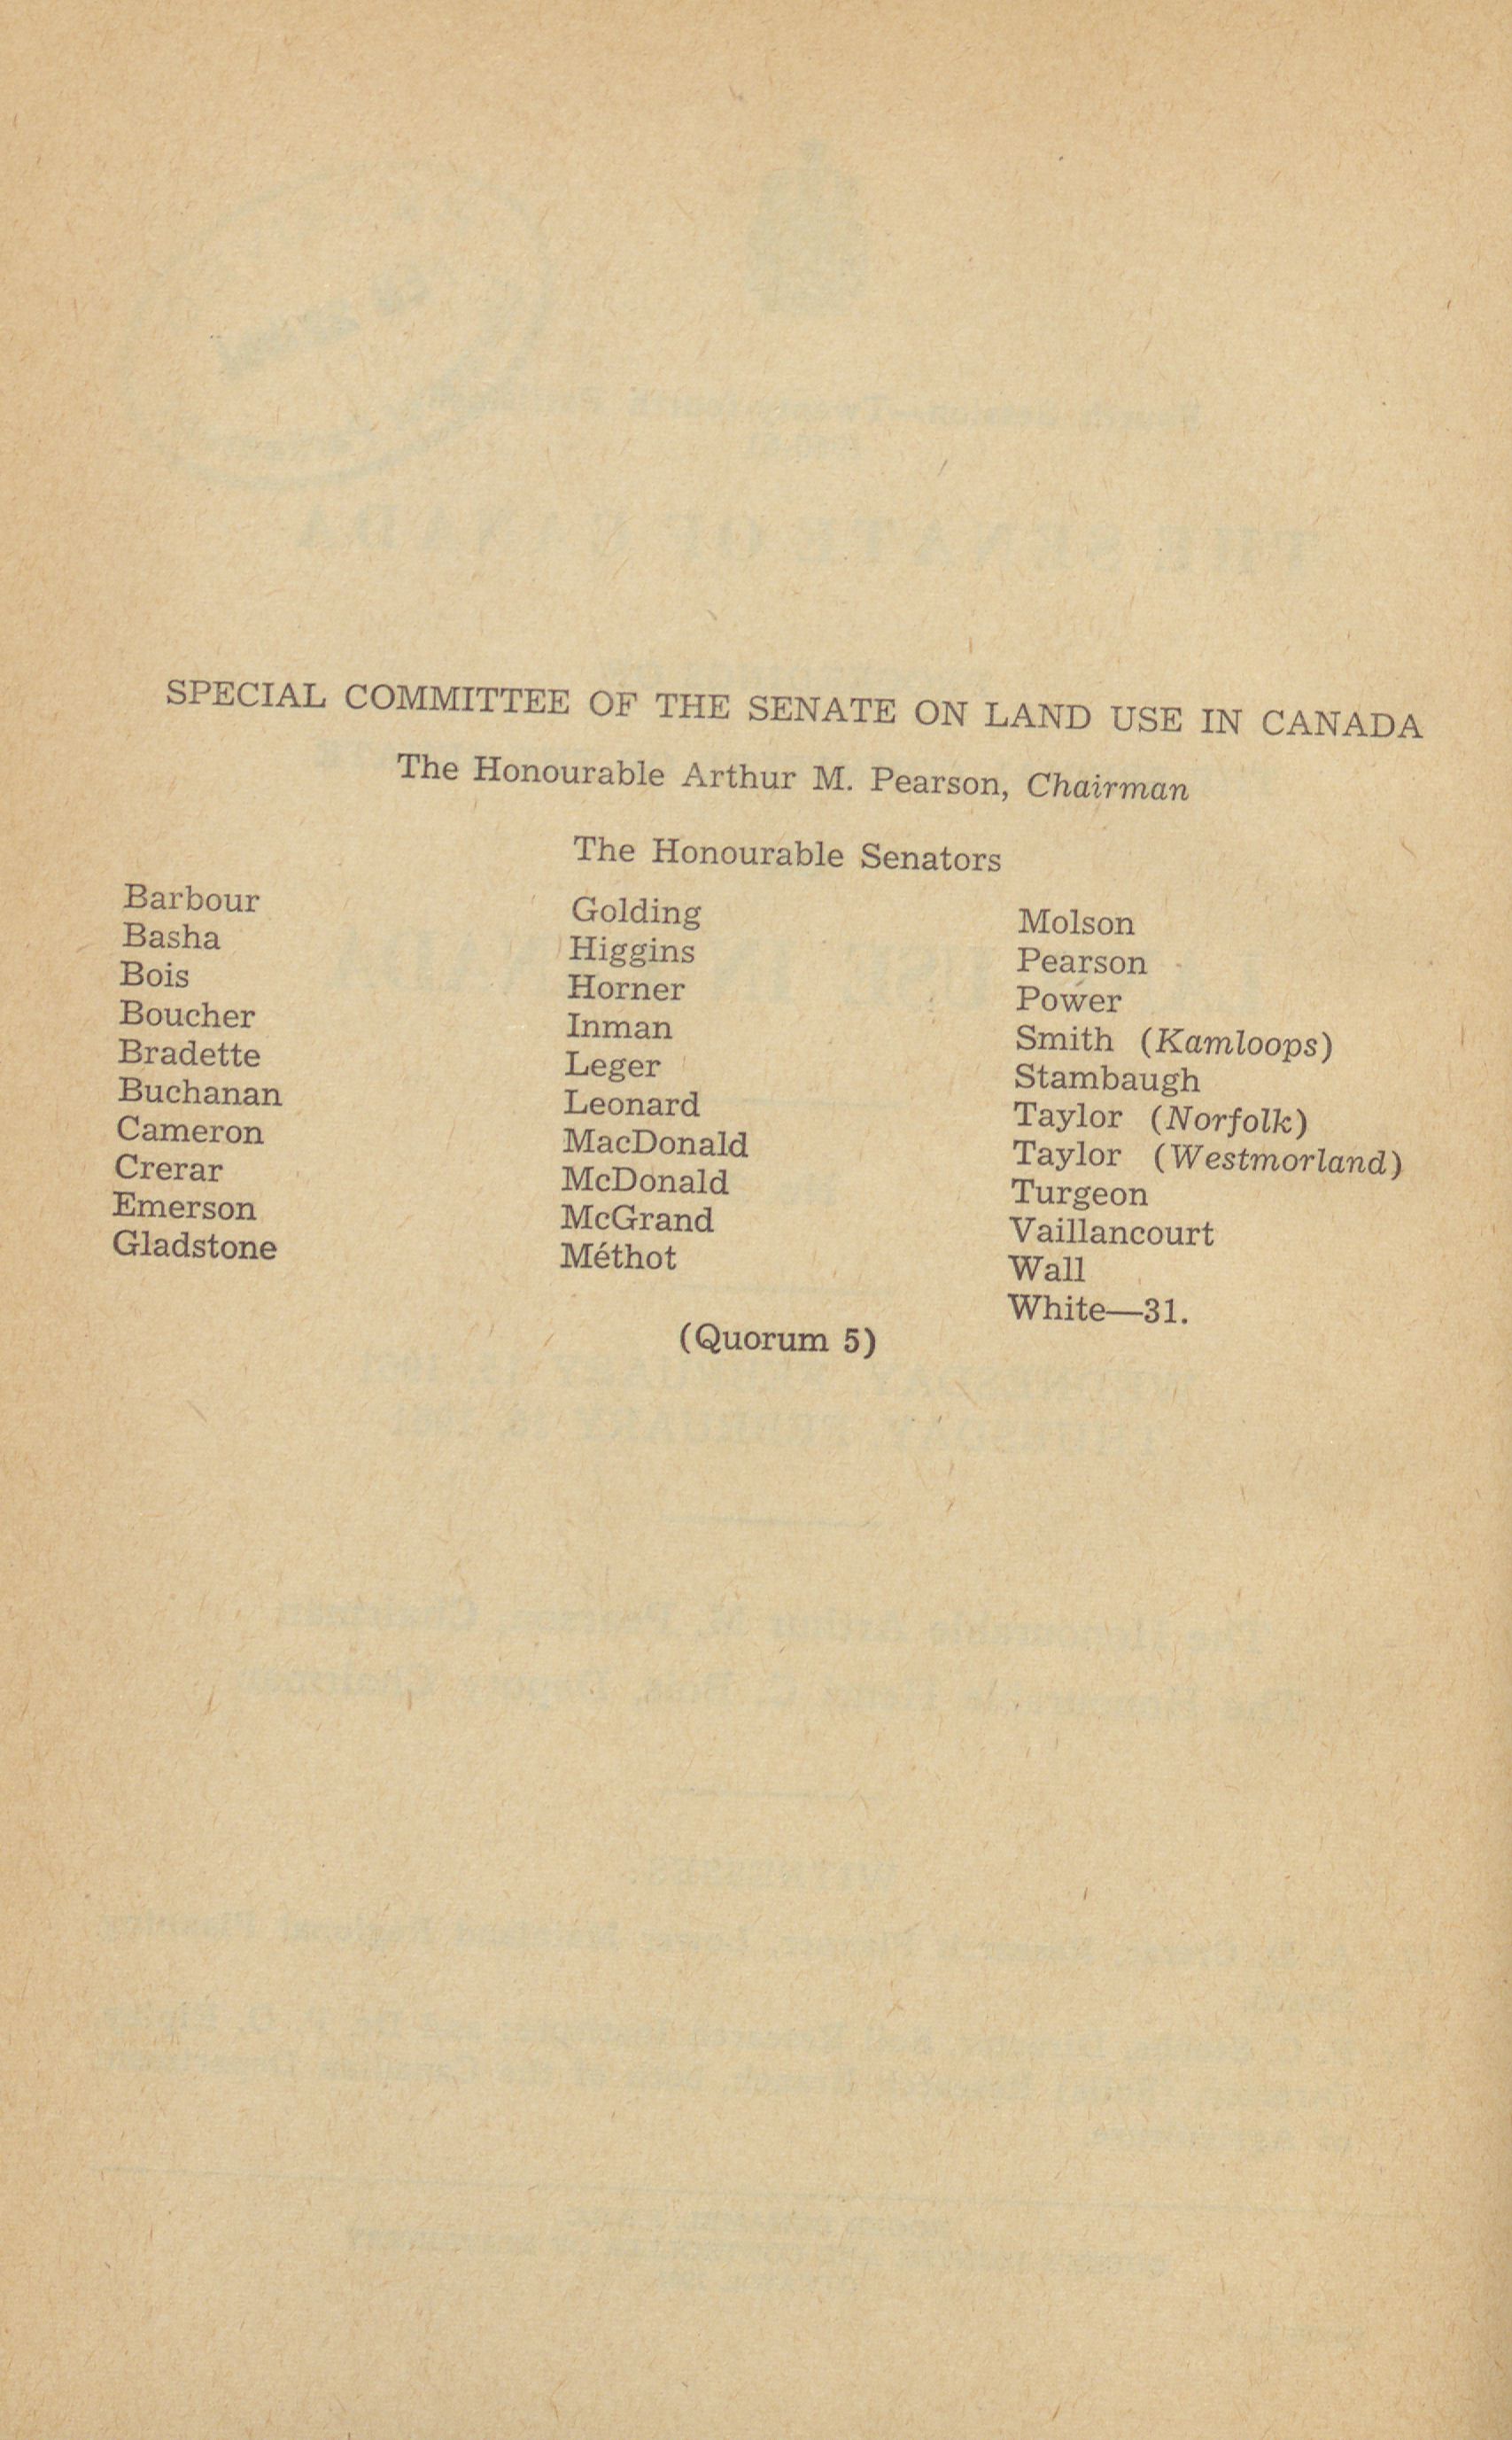 SPECIAL COMMITTEE OF THE SENATE ON LAND USE IN CANADA
The Honourable Arthur M. Pearson, Chairman
The Honourable Senators
Barbour
Basha
Bois
Boucher
Bradette
Buchanan
Cameron
Crerar
Emerson
Gladstone
Golding
Higgins
Horner
Inman
Leger
Leonard
MacDonald
McDonald
McGrand
Méthot
Molson
Pearson
Power
Smith (Kamloops)
Stambaugh
Taylor (Norfolk)
Taylor (Westmorland)
Turgeon
Vaillancourt
Wall
White—31.
(Quorum 5)